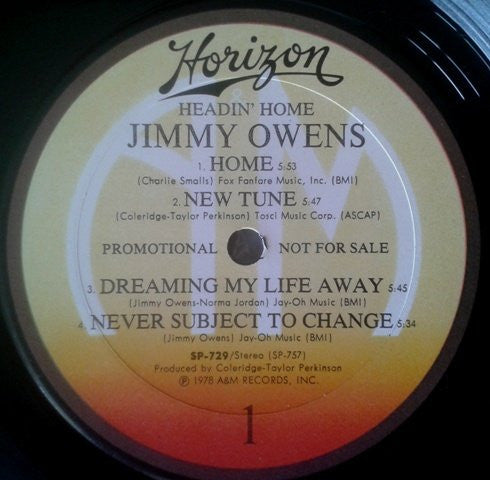 Horizon
HEADIN' HOME
JIMMY OWENS
1. HOME 5:53
(Charlie Smalls) Fox Fanfare Music, Inc. (BMI)
2. NEW TUNE 5:47
(Coleridge-Taylor Perkinson) Tosci Music Corp. (ASCAP)
PROMOTIONAL NOT FOR SALE
3. DREAMING MY LIFE AWAY 5:45
(Jimmy Owens-Norma Jordan) Jay-Oh Music (BMI)
4. NEVER SUBJECT TO CHANGE 5:34
(Jimmy Owens) Jay-Oh Music (BMI)
SP-729/Stereo (SP-757)
Produced by Coleridge-Taylor Perkinson
℗ 1978 A&M RECORDS, INC.
1